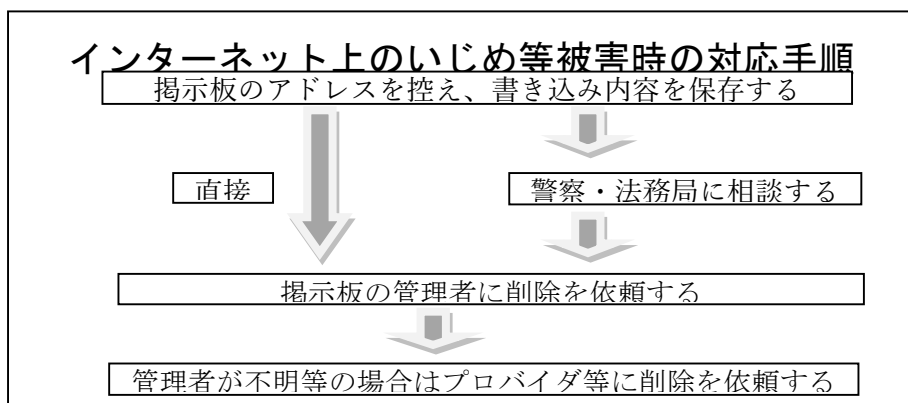 インターネット上のいじめ等被害時の対応手順
掲示板のアドレスを控え、書き込み内容を保存する
直接
警察・法務局に相談する
掲示板の管理者に削除を依頼する
管理者が不明等の場合はプロバイダ等に削除を依頼する